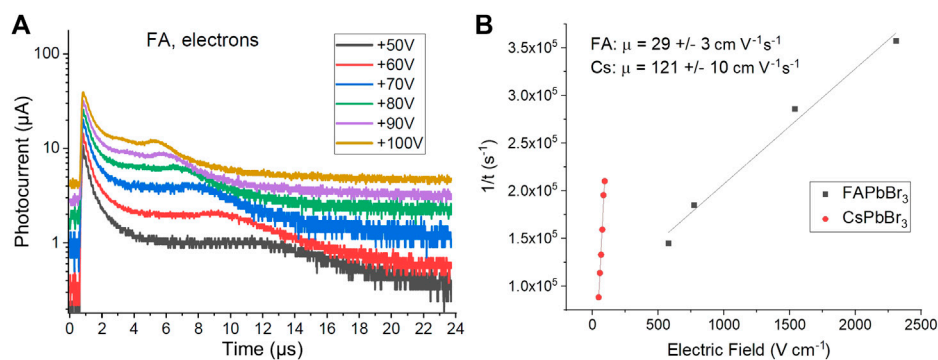 A
FA, electrons
+50V
+60V
+70V
+80V
+90V
+100V
Photocurrent (µA)
100
10
1
0 2 4 6 8 10 12 14 16 18 20 22 24
Time (µs)
B
FA: µ = 29 +/- 3 cm V⁻¹s⁻¹
Cs: µ = 121 +/- 10 cm V⁻¹s⁻¹
1/t (s⁻¹)
3.5x10⁵
3.0x10⁵
2.5x10⁵
2.0x10⁵
1.5x10⁵
1.0x10⁵
FAPbBr₃
CsPbBr₃
0 500 1000 1500 2000 2500
Electric Field (V cm⁻¹)